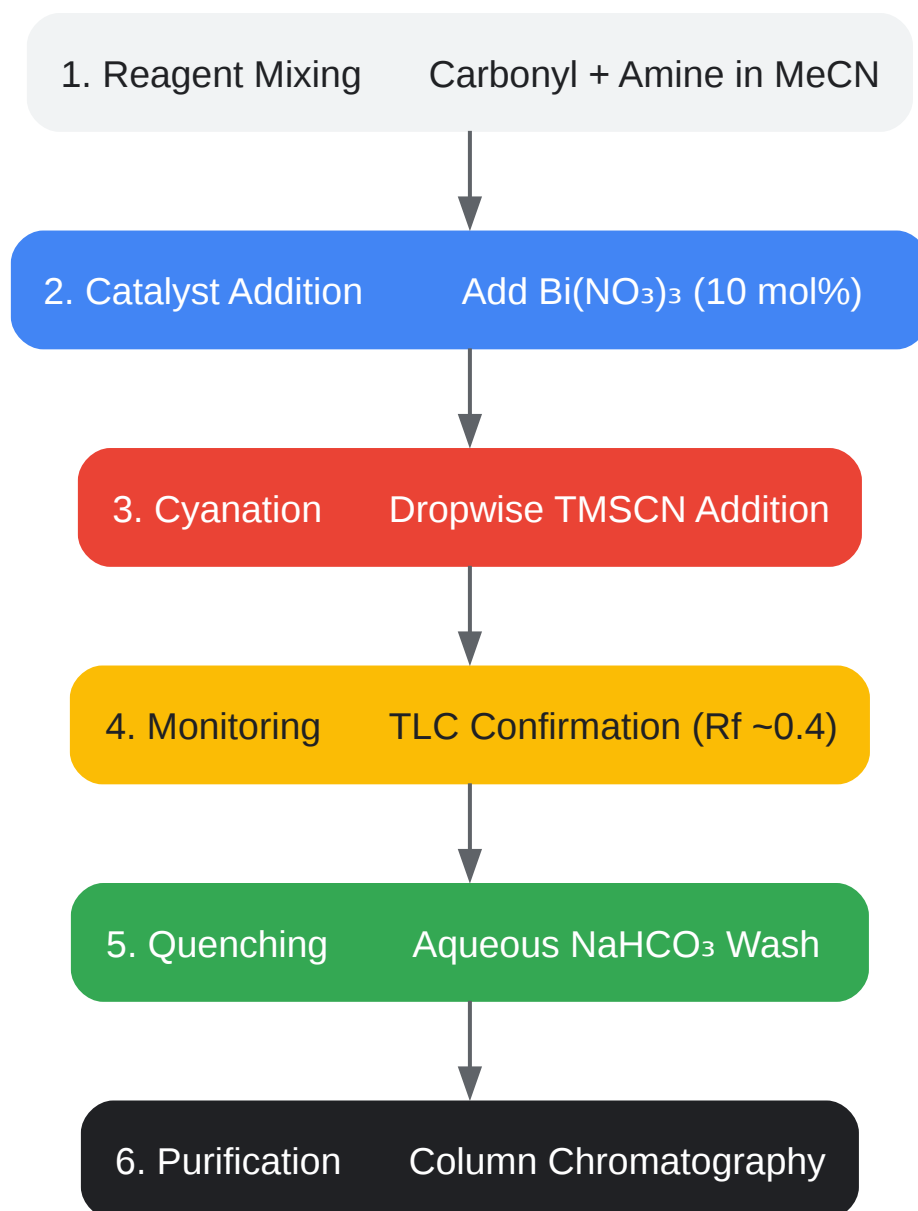 1. Reagent Mixing Carbonyl + Amine in MeCN
2. Catalyst Addition Add Bi(NO₃)₃ (10 mol%)
3. Cyanation Dropwise TMSCN Addition
4. Monitoring TLC Confirmation (Rf ~0.4)
5. Quenching Aqueous NaHCO₃ Wash
6. Purification Column Chromatography